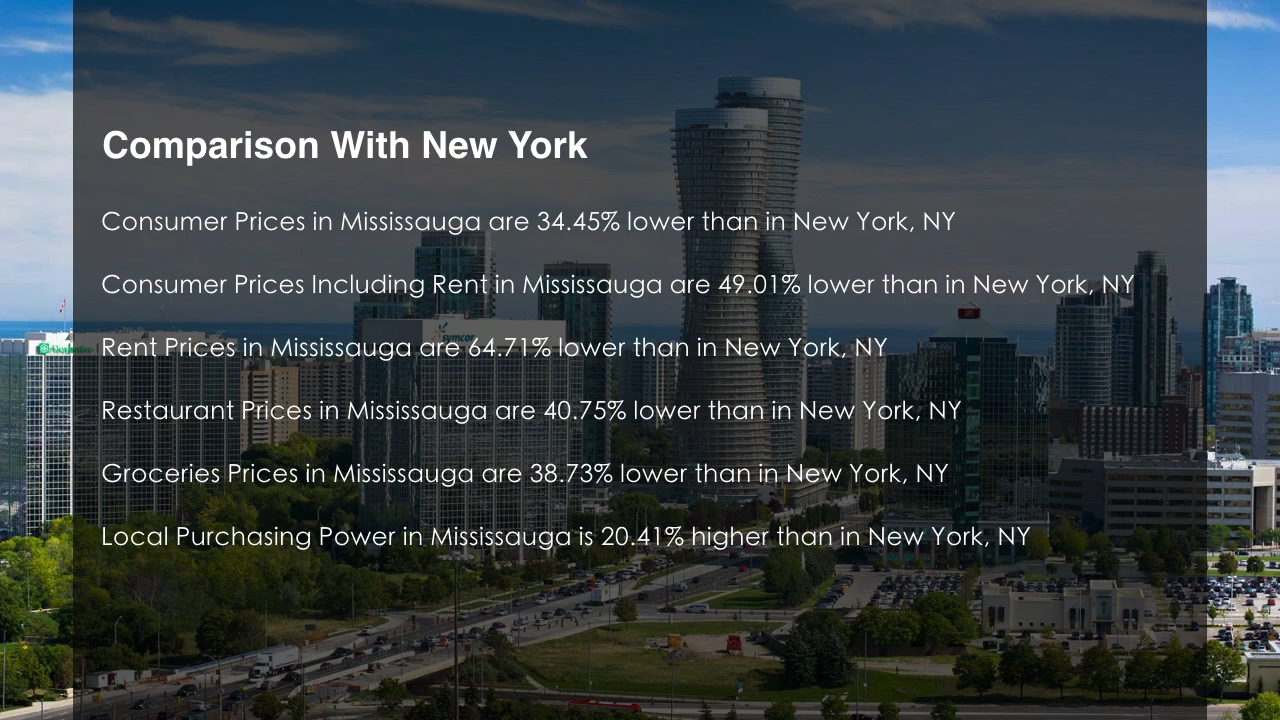 Comparison With New York
Consumer Prices in Mississauga are 34.45% lower than in New York, NY
Consumer Prices Including Rent in Mississauga are 49.01% lower than in New York, NY
symcor
Rent Prices in Mississauga are 64.71% lower than in New York, NY
Restaurant Prices in Mississauga are 40.75% lower than in New York, NY
Groceries Prices in Mississauga are 38.73% lower than in New York, NY
Local Purchasing Power in Mississauga is 20.41% higher than in New York, NY